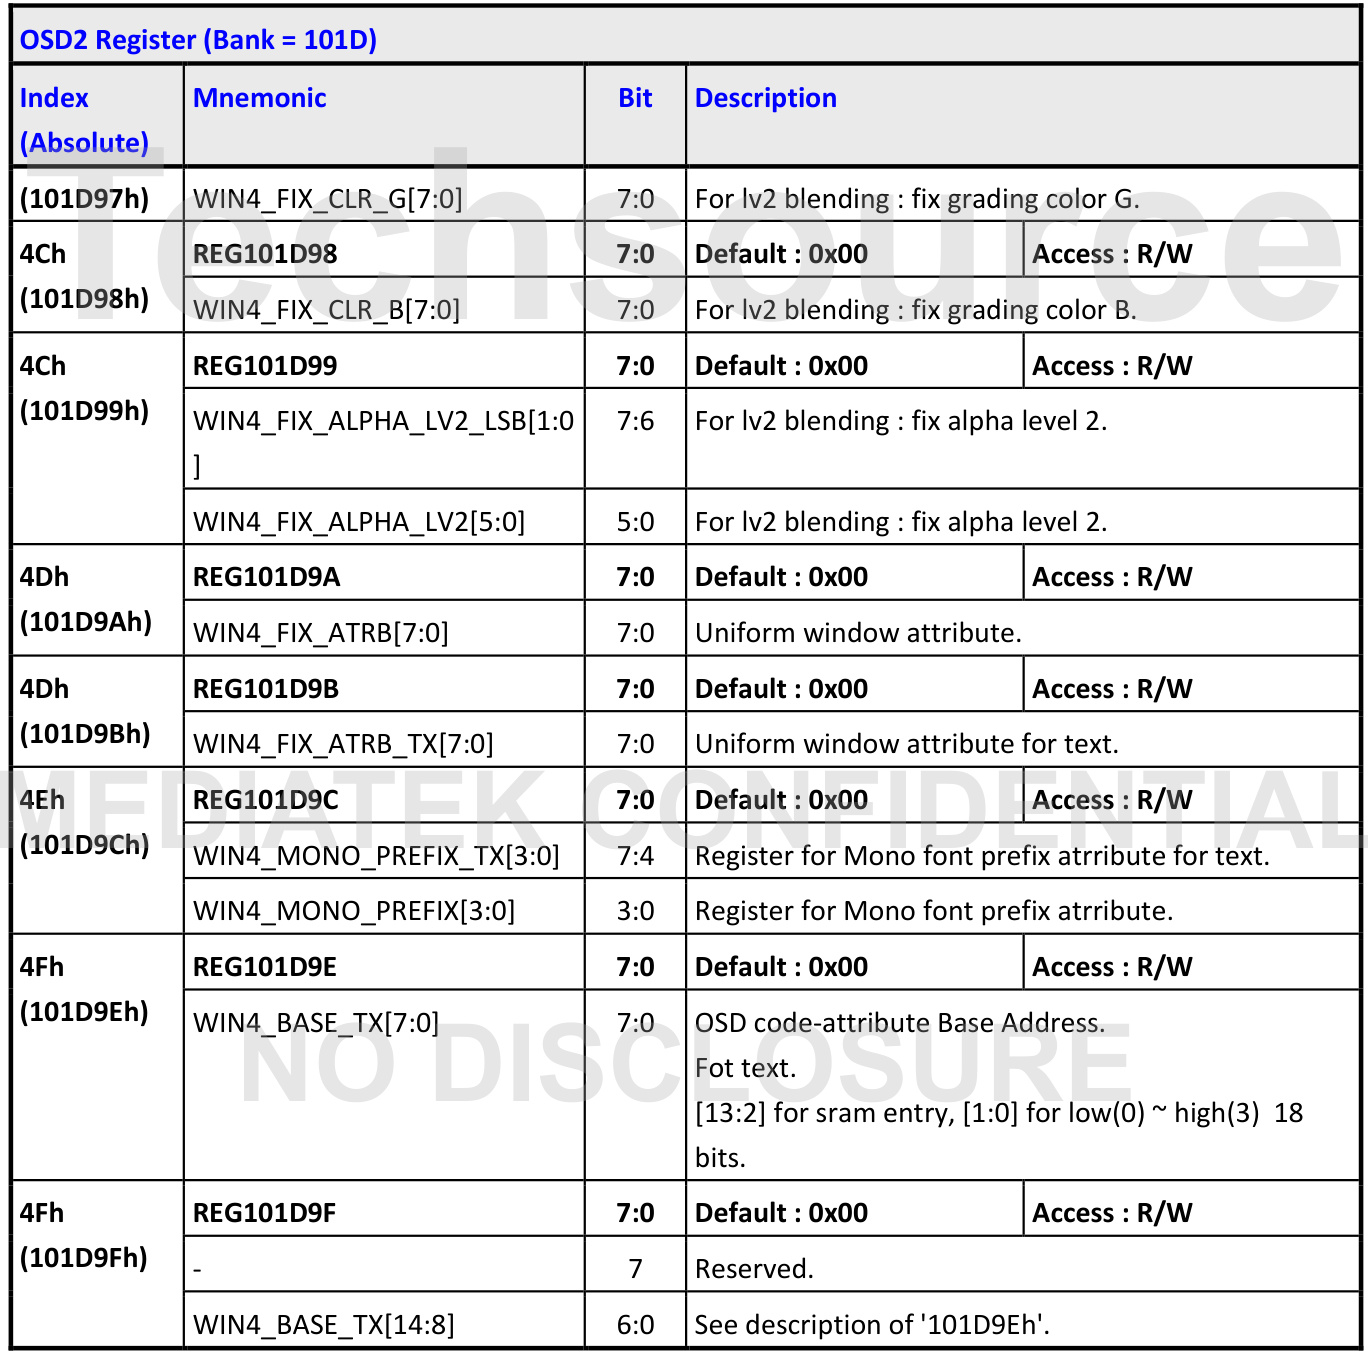 OSD2 Register (Bank = 101D)
Index (Absolute) Mnemonic Bit Description
(101D97h) WIN4_FIX_CLR_G[7:0] 7:0 For lv2 blending : fix grading color G.
4Ch (101D98h) REG101D98 7:0 Default : 0x00 Access : R/W
WIN4_FIX_CLR_B[7:0] 7:0 For lv2 blending : fix grading color B.
Techsource
4Ch (101D99h) REG101D99 7:0 Default : 0x00 Access : R/W
WIN4_FIX_ALPHA_LV2_LSB[1:0] 7:6 For lv2 blending : fix alpha level 2.
WIN4_FIX_ALPHA_LV2[5:0] 5:0 For lv2 blending : fix alpha level 2.
4Dh (101D9Ah) REG101D9A 7:0 Default : 0x00 Access : R/W
WIN4_FIX_ATRB[7:0] 7:0 Uniform window attribute.
4Dh (101D9Bh) REG101D9B 7:0 Default : 0x00 Access : R/W
WIN4_FIX_ATRB_TX[7:0] 7:0 Uniform window attribute for text.
MEDIATEK CONFIDENTIAL
4Eh (101D9Ch) REG101D9C 7:0 Default : 0x00 Access : R/W
WIN4_MONO_PREFIX_TX[3:0] 7:4 Register for Mono font prefix atrribute for text.
WIN4_MONO_PREFIX[3:0] 3:0 Register for Mono font prefix atrribute.
4Fh (101D9Eh) REG101D9E 7:0 Default : 0x00 Access : R/W
WIN4_BASE_TX[7:0] 7:0 OSD code-attribute Base Address.
Fot text.
[13:2] for sram entry, [1:0] for low(0) ~ high(3) 18
bits.
NO DISCLOSURE
4Fh (101D9Fh) REG101D9F 7:0 Default : 0x00 Access : R/W
- 7 Reserved.
WIN4_BASE_TX[14:8] 6:0 See description of '101D9Eh'.